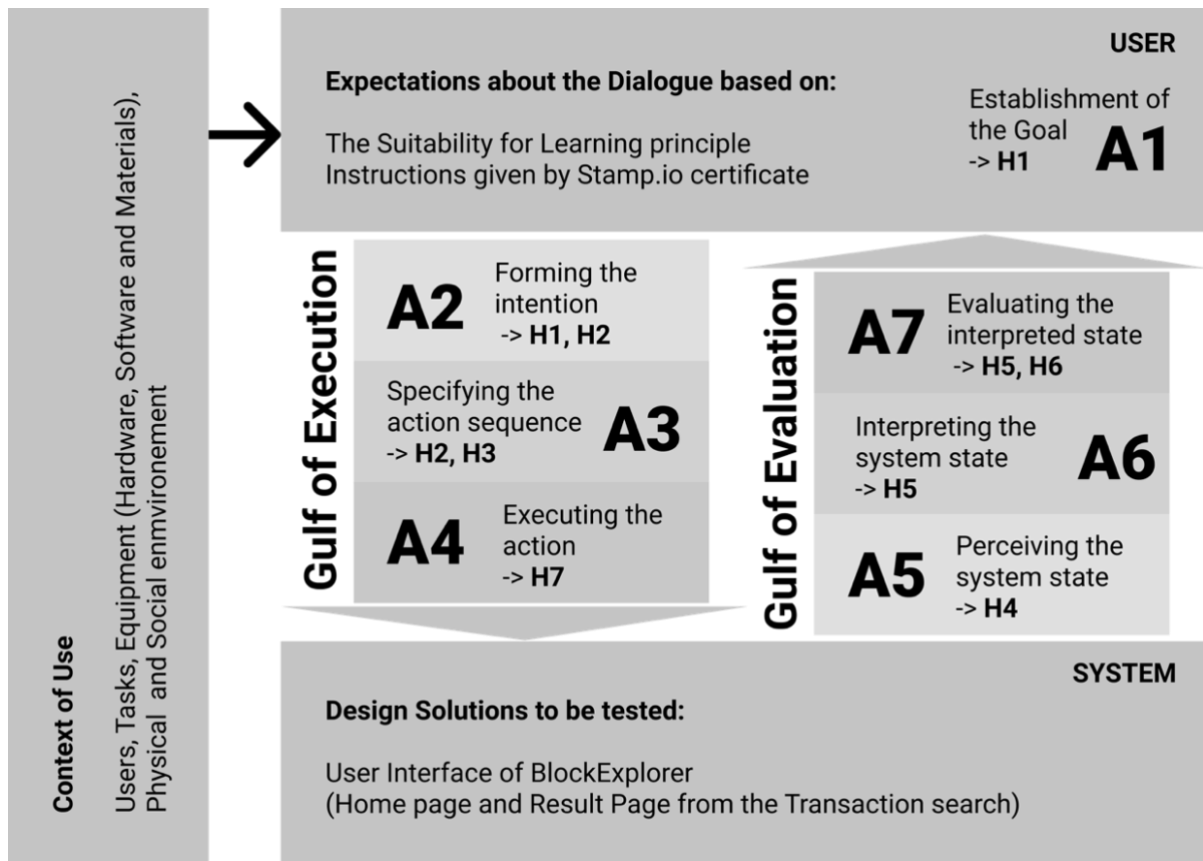 Context of Use
Users, Tasks, Equipment (Hardware, Software and Materials),
Physical and Social enmvironement
USER
Expectations about the Dialogue based on:
The Suitability for Learning principle
Instructions given by Stamp.io certificate
Establishment of
the Goal
-> H1
A1
Gulf of Execution
A2
Forming the
intention
-> H1, H2
Specifying the
action sequence
-> H2, H3
A3
A4
Executing the
action
-> H7
Gulf of Evaluation
A7
Evaluating the
interpreted state
-> H5, H6
Interpreting the
system state
-> H5
A6
A5
Perceiving the
system state
-> H4
SYSTEM
Design Solutions to be tested:
User Interface of BlockExplorer
(Home page and Result Page from the Transaction search)